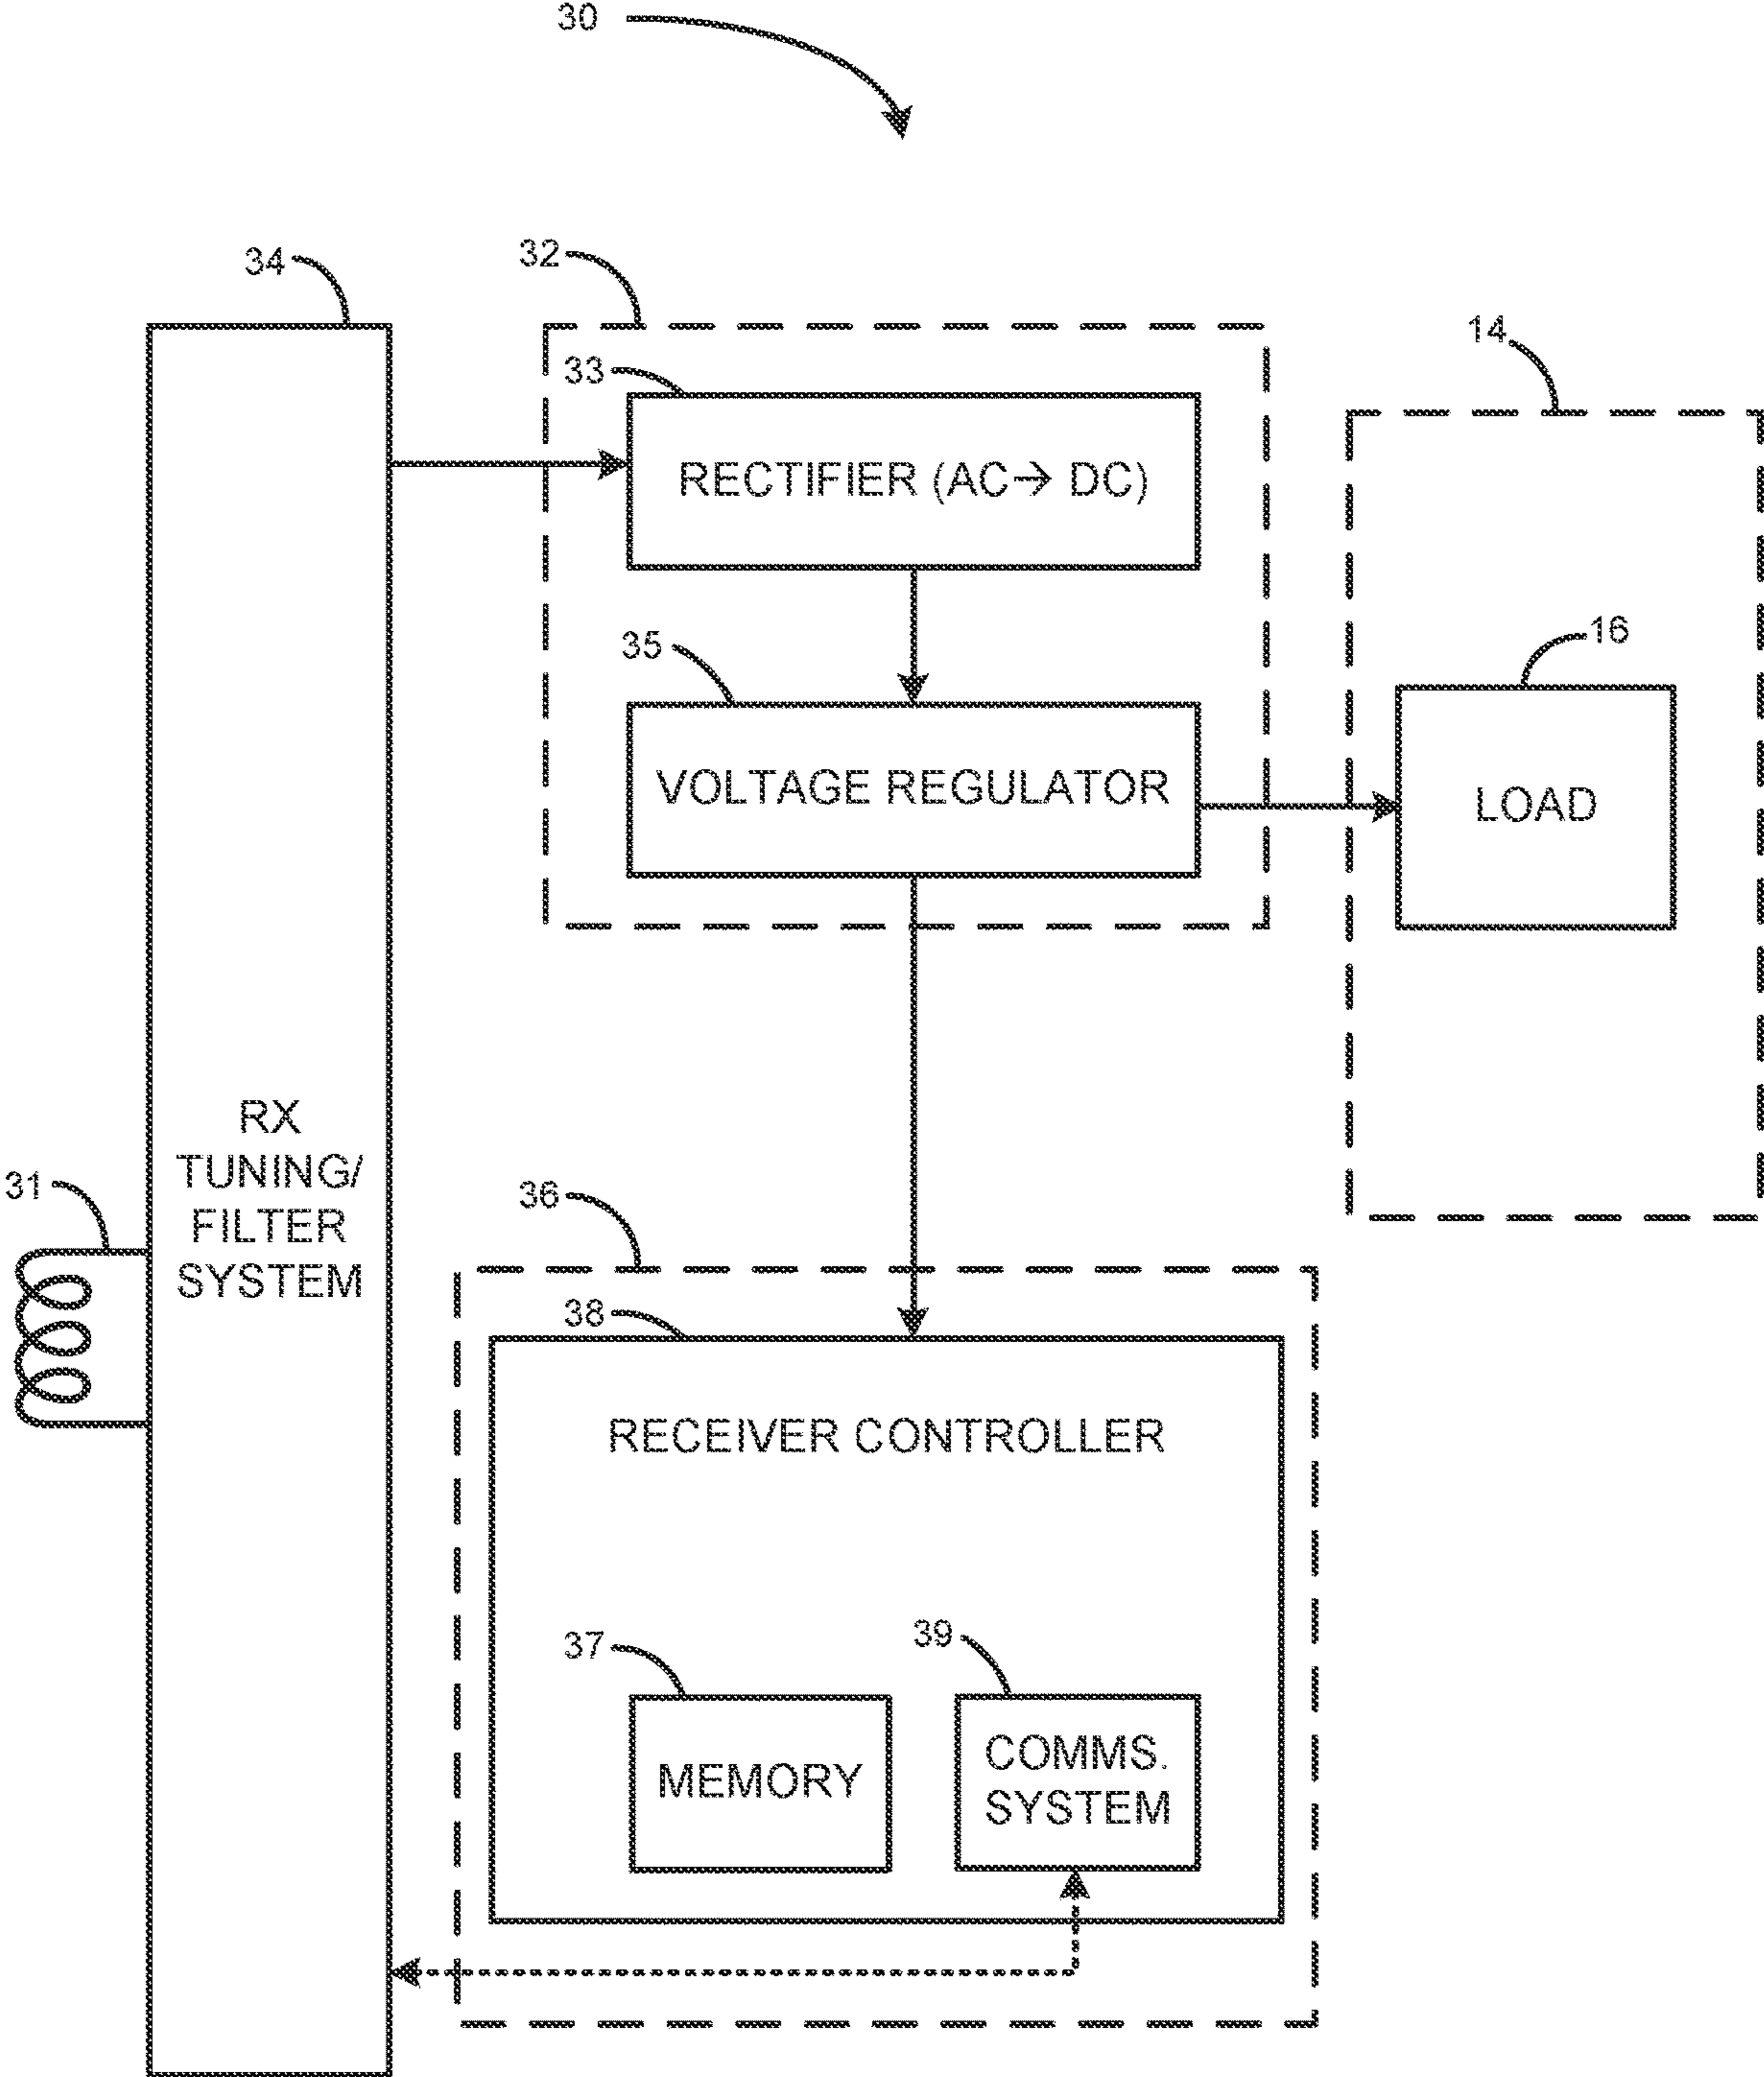 30
34
32
14
33
RECTIFIER (AC→ DC)
35
16
VOLTAGE REGULATOR
LOAD
RX
TUNING/
FILTER
SYSTEM
31
36
38
RECEIVER CONTROLLER
37
39
MEMORY
COMMS.
SYSTEM